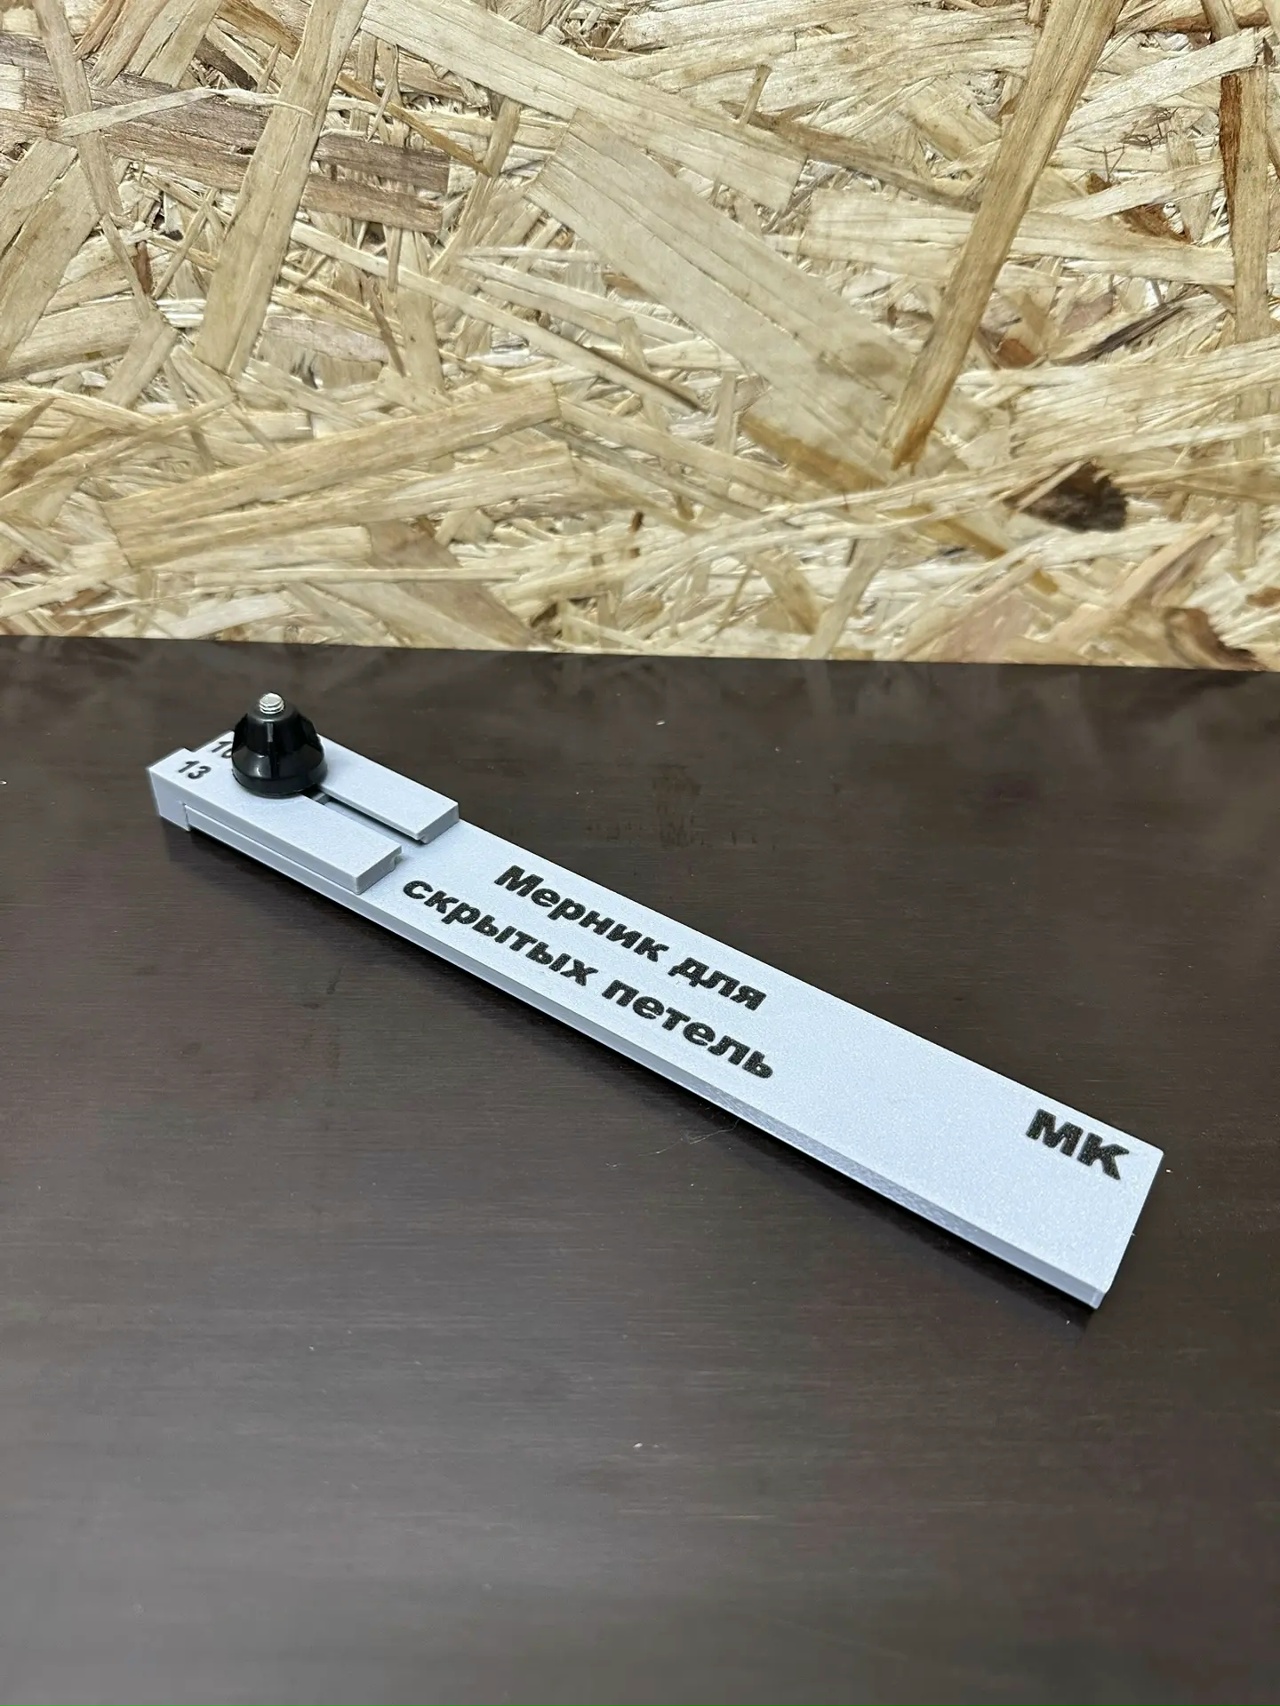 13
Мерник для
скрытых петель
МК